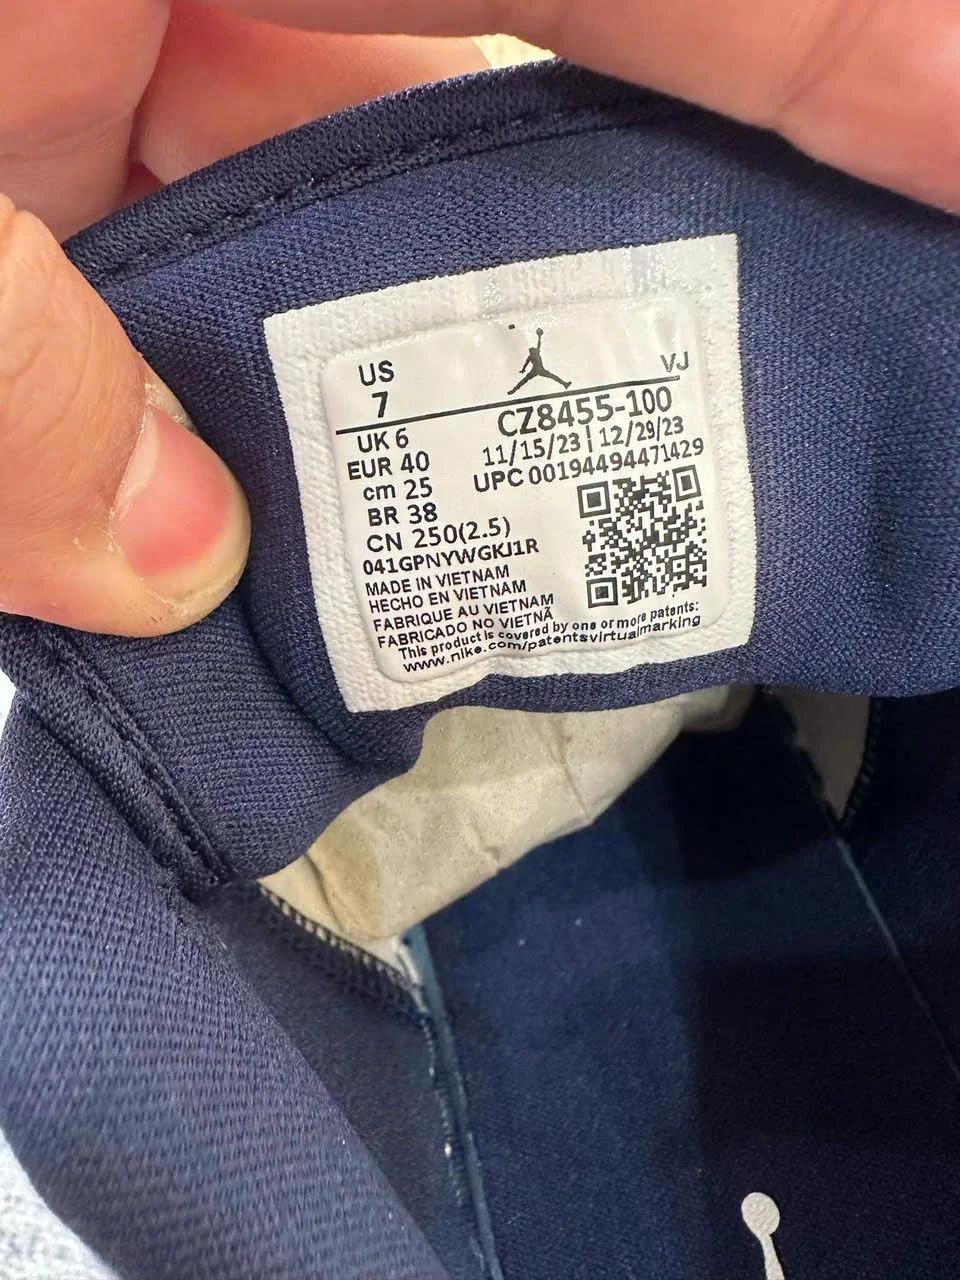 US
7
VJ
CZ8455-100
11/15/23 | 12/29/23
UPC 00194494471429
UK 6
EUR 40
cm 25
BR 38
CN 250(2.5)
041GPNYWGKJ1R
MADE IN VIETNAM
HECHO EN VIETNAM
FABRIQUE AU VIETNAM
FABRICADO NO VIETNÃ
This product is covered by one or more patents:
www.nike.com/patentsvirtualmarking